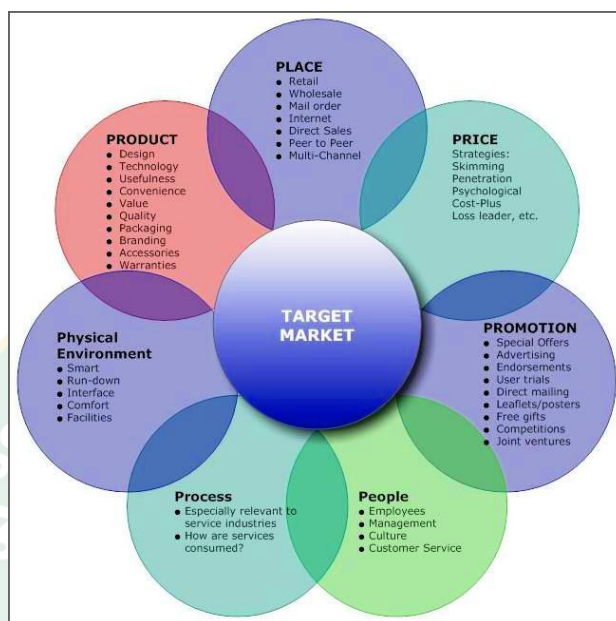 PLACE
● Retail
● Wholesale
● Mail order
● Internet
● Direct Sales
● Peer to Peer
● Multi-Channel
PRODUCT
● Design
● Technology
● Usefulness
● Convenience
● Value
● Quality
● Packaging
● Branding
● Accessories
● Warranties
PRICE
Strategies:
Skimming
Penetration
Psychological
Cost-Plus
Loss leader, etc.
TARGET
MARKET
Physical
Environment
● Smart
● Run-down
● Interface
● Comfort
● Facilities
PROMOTION
● Special Offers
● Advertising
● Endorsements
● User trials
● Direct mailing
● Leaflets/posters
● Free gifts
● Competitions
● Joint ventures
Process
● Especially relevant to
service industries
● How are services
consumed?
People
● Employees
● Management
● Culture
● Customer Service